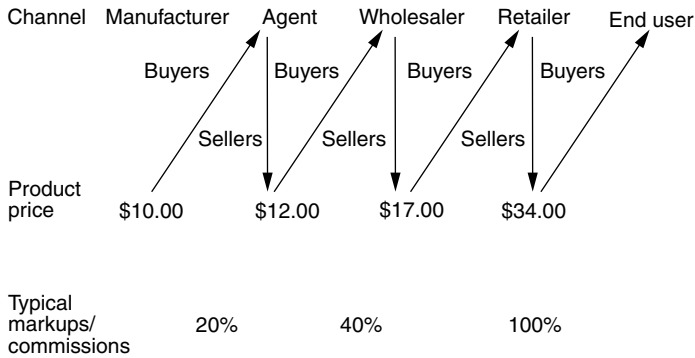 Channel Manufacturer Agent Wholesaler Retailer End user
Buyers Buyers Buyers Buyers
Sellers Sellers Sellers
Product
price $10.00 $12.00 $17.00 $34.00
Typical
markups/ 20% 40% 100%
commissions